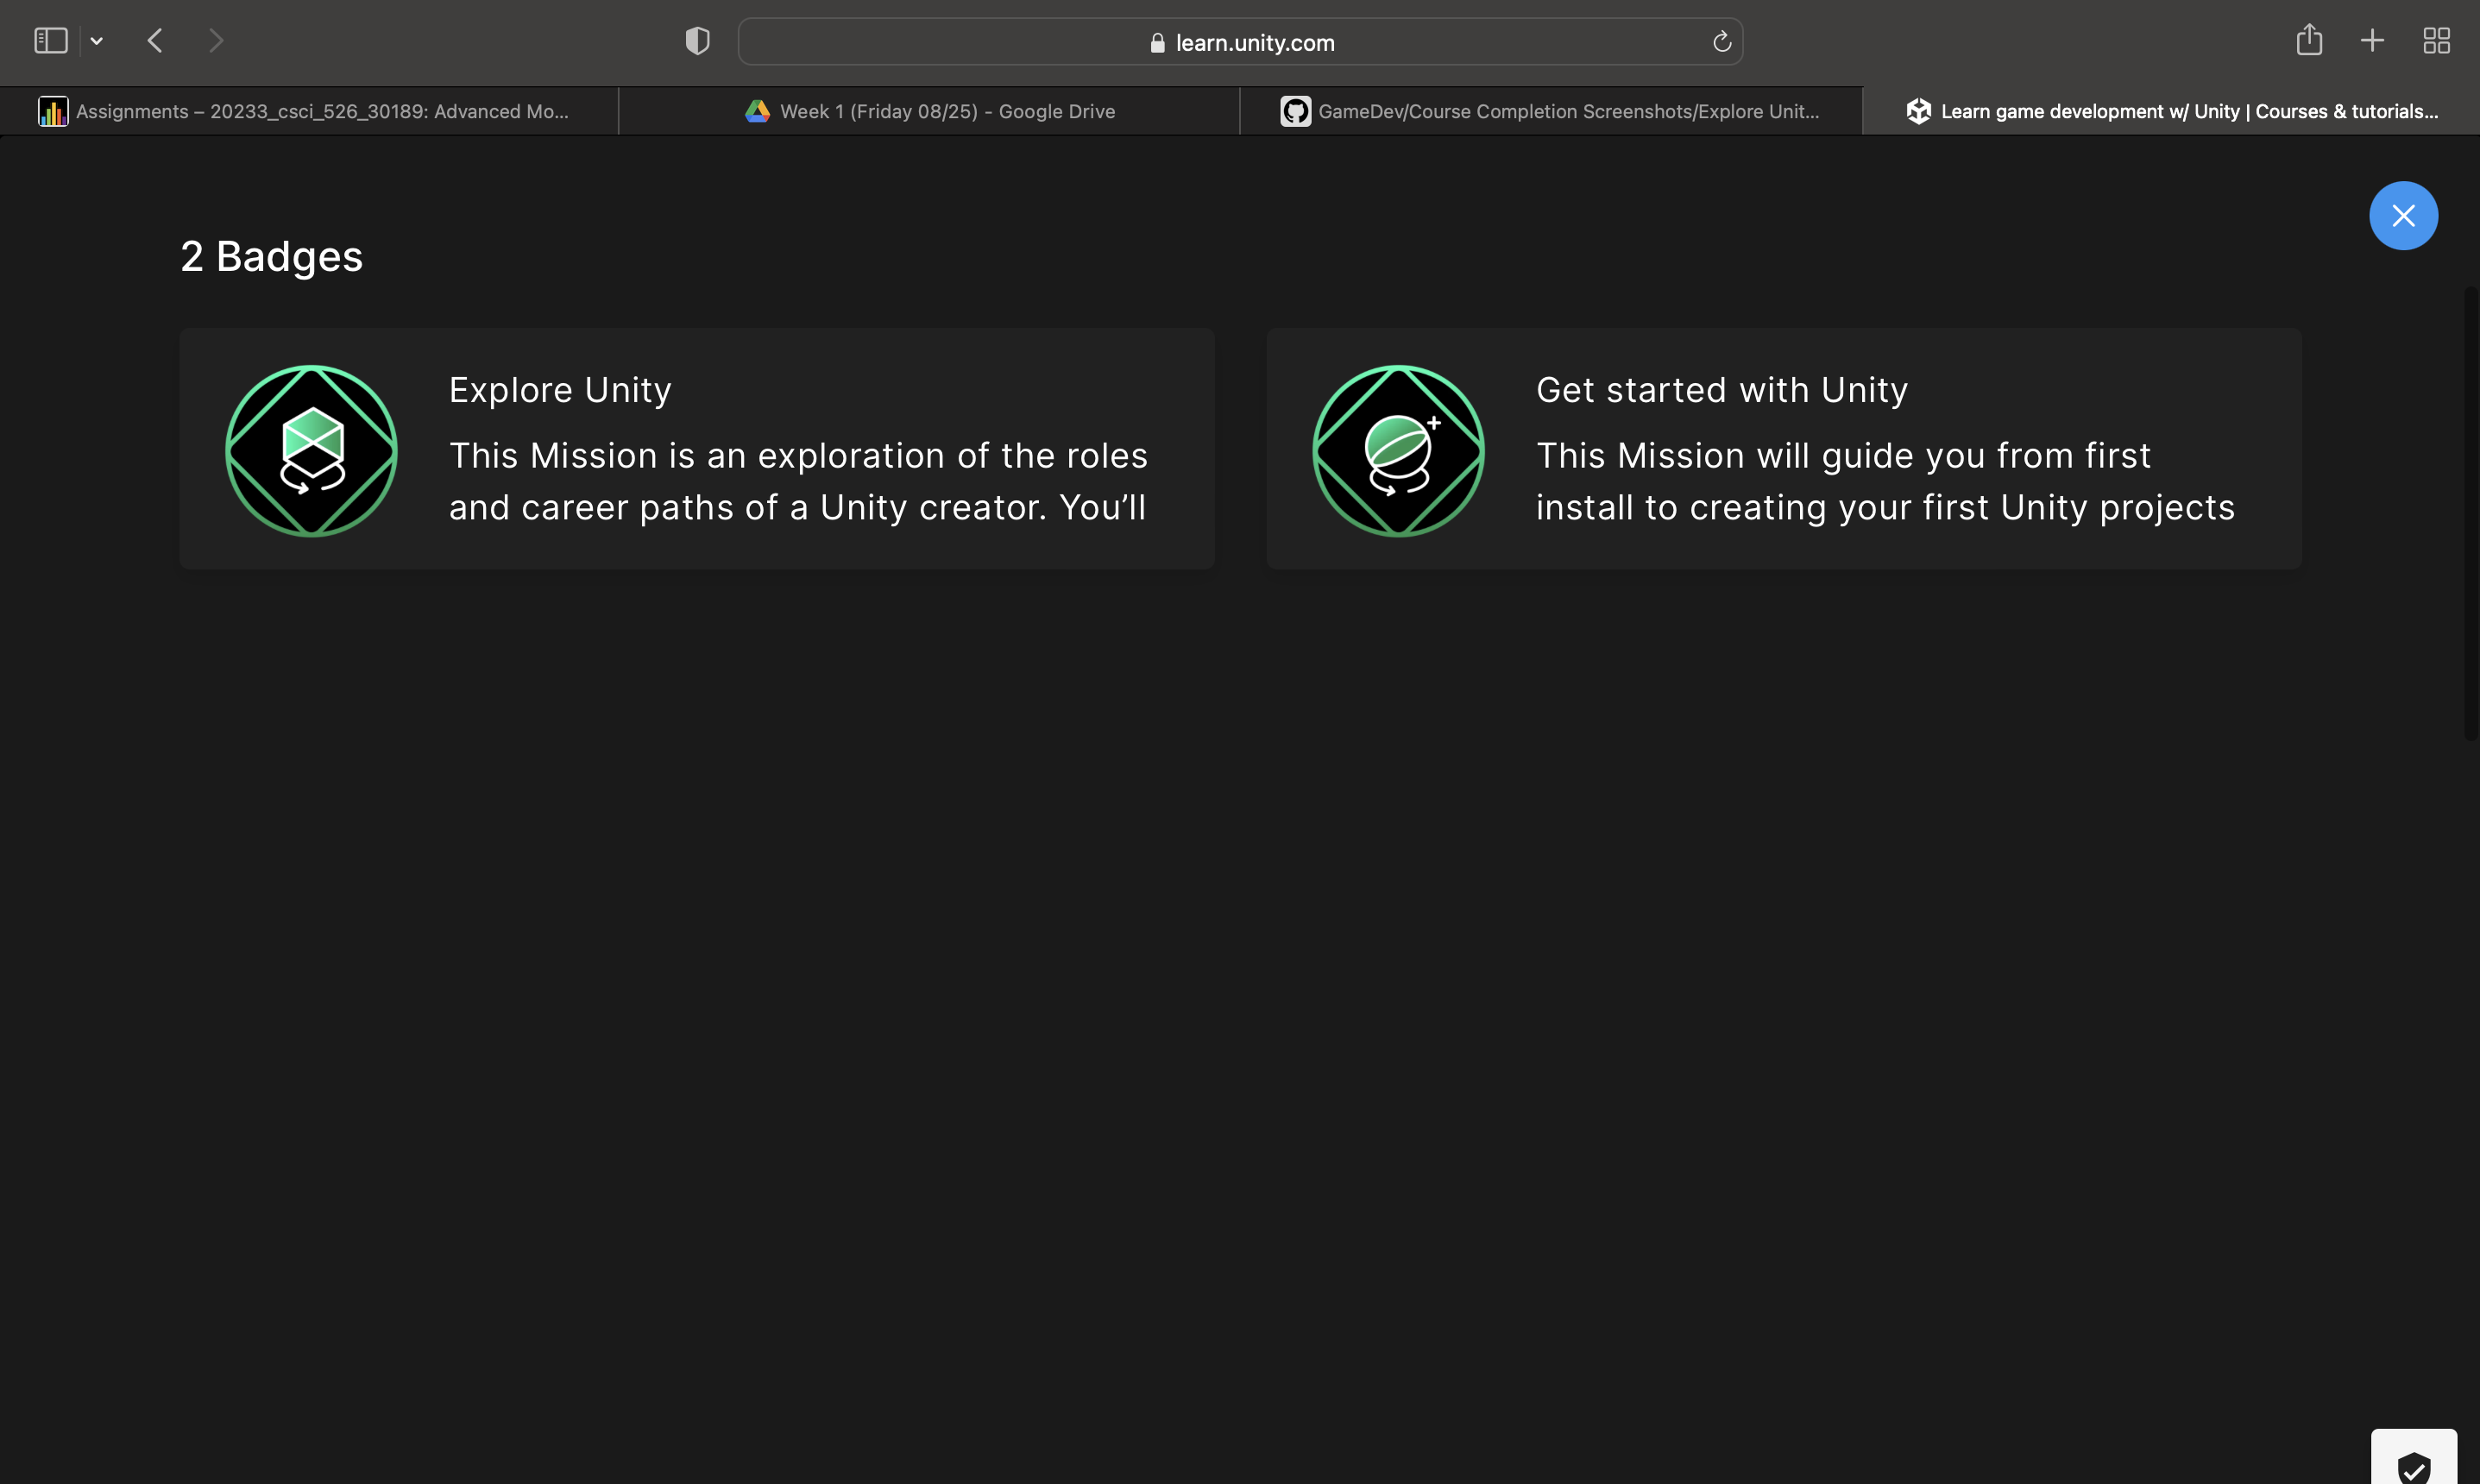 learn.unity.com
Assignments – 20233_csci_526_30189: Advanced Mo...
Week 1 (Friday 08/25) - Google Drive
GameDev/Course Completion Screenshots/Explore Unit...
Learn game development w/ Unity | Courses & tutorials...
2 Badges
Explore Unity
This Mission is an exploration of the roles
and career paths of a Unity creator. You’ll
Get started with Unity
This Mission will guide you from first
install to creating your first Unity projects